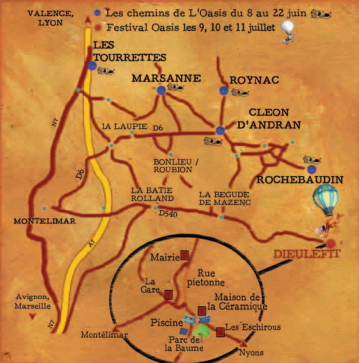 VALENCE,
LYON
Les chemins de L'Oasis du 8 au 22 juin
Festival Oasis les 9, 10 et 11 juillet
LES
TOURRETTES
MARSANNE
ROYNAC
N7
LA LAUPIE
D6
CLEON
D'ANDRAN
BONLIEU /
ROUBION
D6
ROCHEBAUDIN
LA BATIE
ROLLAND
LA BEGUDE
DE MAZENC
D540
MONTELIMAR
A7
DIEULEFIT
Mairie
Rue
pietonne
La
Gare
Maison de
la Céramique
Avignon,
Marseille
N7
Piscine
Les Eschirous
Montélimar
Parc de
la Baume
Nyons